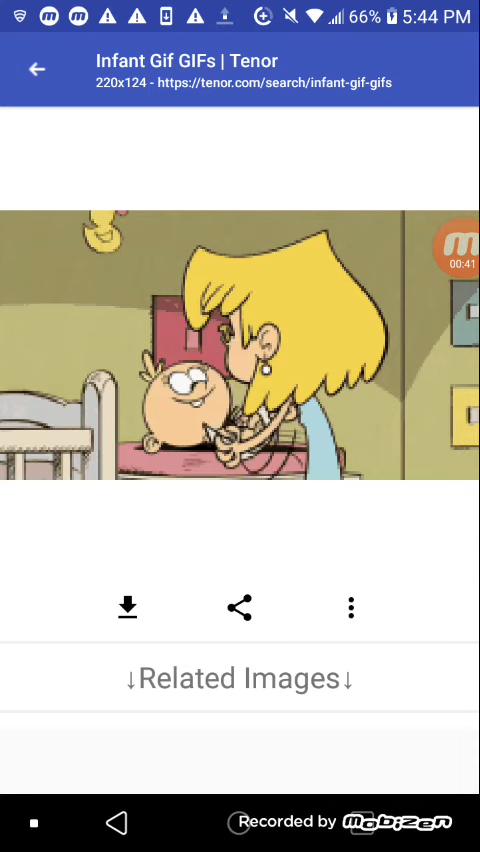 66% 5:44 PM
Infant Gif GIFs | Tenor
220x124 - https://tenor.com/search/infant-gif-gifs
00:41
↓Related Images↓
Recorded by Mobizen